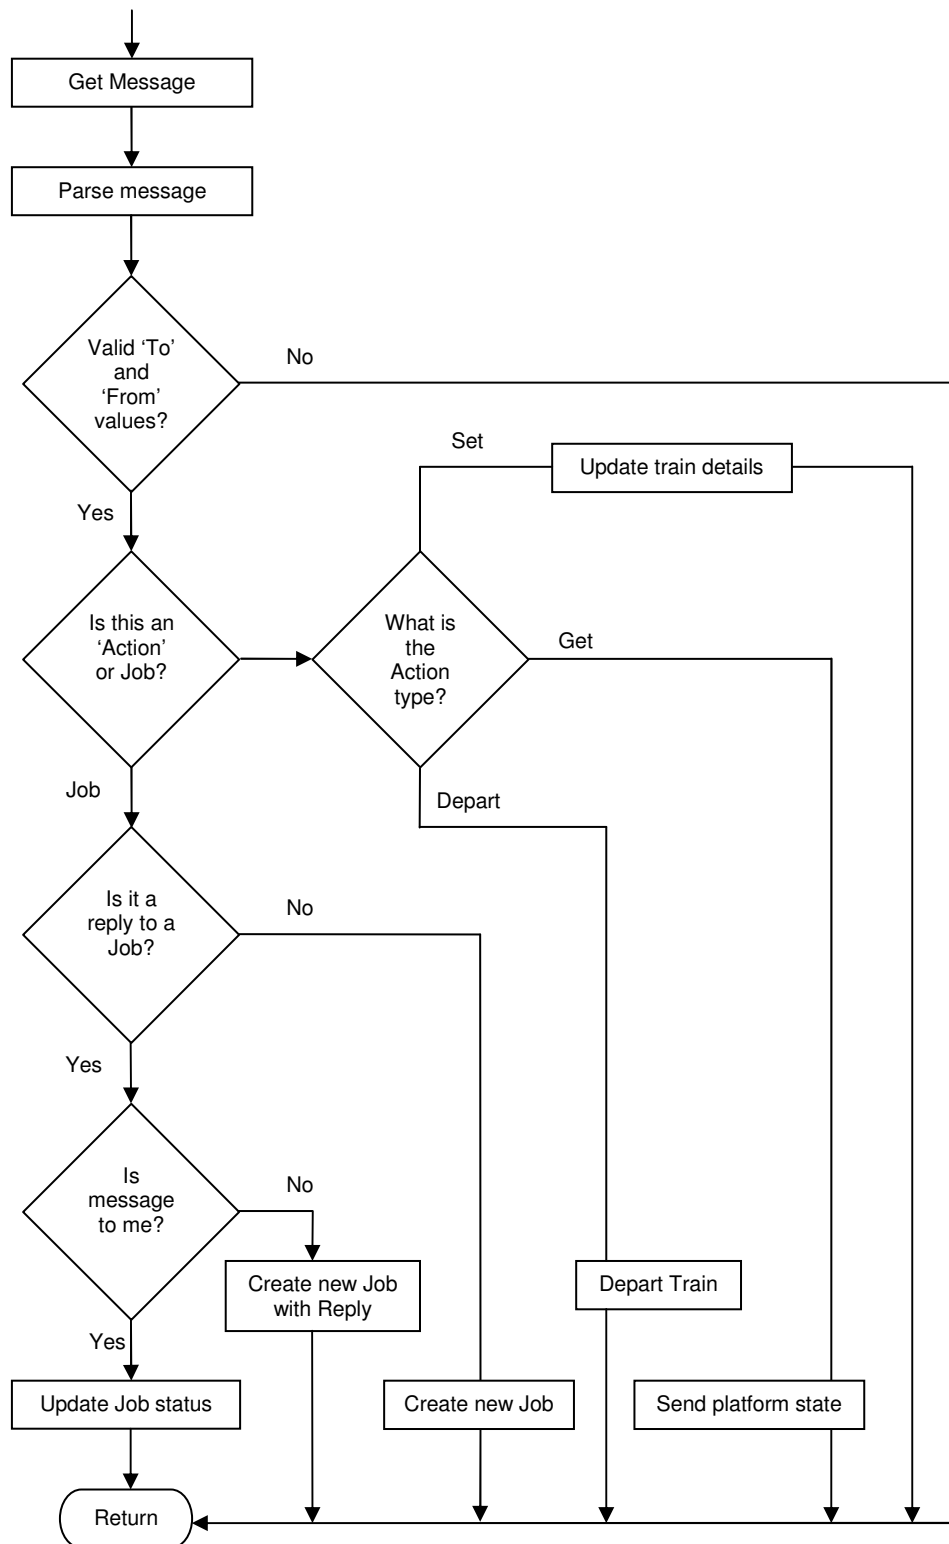 Get Message
Parse message
Valid ‘To’
and
‘From’
values?
No
Yes
Set
Update train details
Is this an
‘Action’
or Job?
What is
the
Action
type?
Get
Job
Depart
Is it a
reply to a
Job?
No
Yes
Is
message
to me?
No
Create new Job
with Reply
Depart Train
Yes
Update Job status
Create new Job
Send platform state
Return